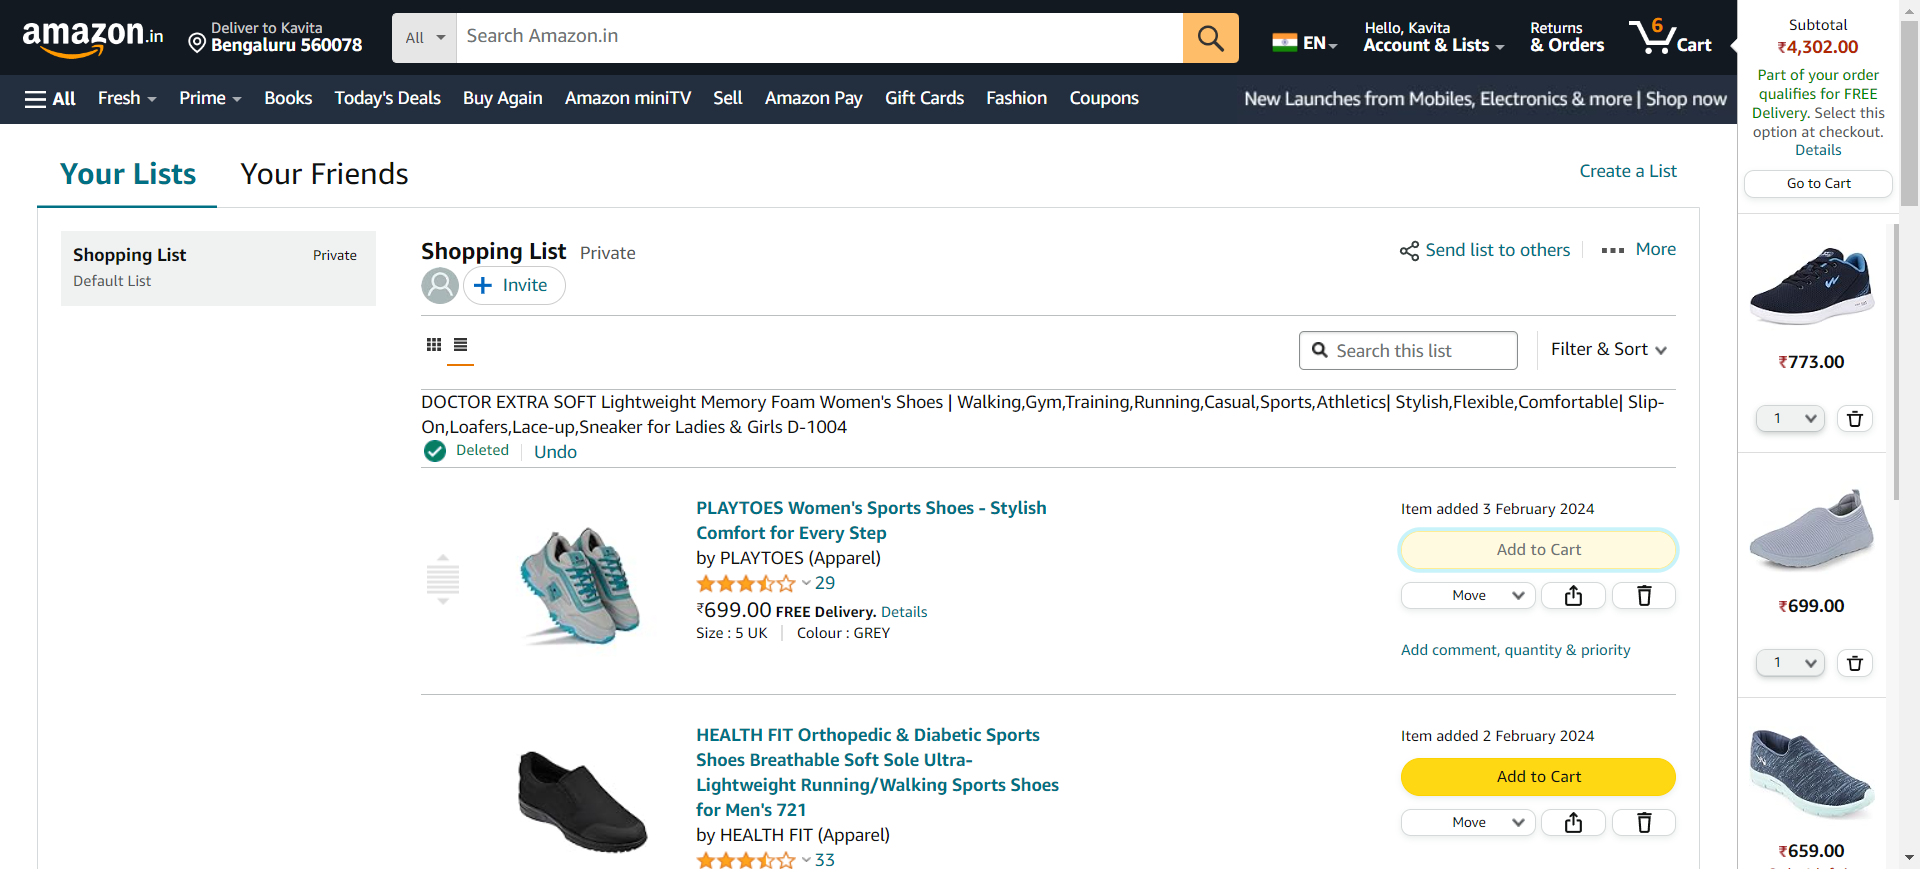 amazon.in
Deliver to Kavita
Bengaluru 560078
All
Search Amazon.in
EN
Hello, Kavita
Account & Lists
Returns
& Orders
6
Cart
All
Fresh
Prime
Books
Today's Deals
Buy Again
Amazon miniTV
Sell
Amazon Pay
Gift Cards
Fashion
Coupons
New Launches from Mobiles, Electronics & more | Shop now
Subtotal
₹4,302.00
Part of your order
qualifies for FREE
Delivery. Select this
option at checkout.
Details
Go to Cart
Your Lists
Your Friends
Create a List
Shopping List
Private
Default List
Shopping List
Private
Send list to others
More
Invite
Search this list
Filter & Sort
DOCTOR EXTRA SOFT Lightweight Memory Foam Women's Shoes | Walking,Gym,Training,Running,Casual,Sports,Athletics| Stylish,Flexible,Comfortable| Slip-
On,Loafers,Lace-up,Sneaker for Ladies & Girls D-1004
Deleted
Undo
PLAYTOES Women's Sports Shoes - Stylish
Comfort for Every Step
by PLAYTOES (Apparel)
29
₹699.00 FREE Delivery. Details
Size : 5 UK
Colour : GREY
Item added 3 February 2024
Add to Cart
Move
Add comment, quantity & priority
HEALTH FIT Orthopedic & Diabetic Sports
Shoes Breathable Soft Sole Ultra-
Lightweight Running/Walking Sports Shoes
for Men's 721
by HEALTH FIT (Apparel)
33
Item added 2 February 2024
Add to Cart
Move
₹773.00
1
₹699.00
1
₹659.00